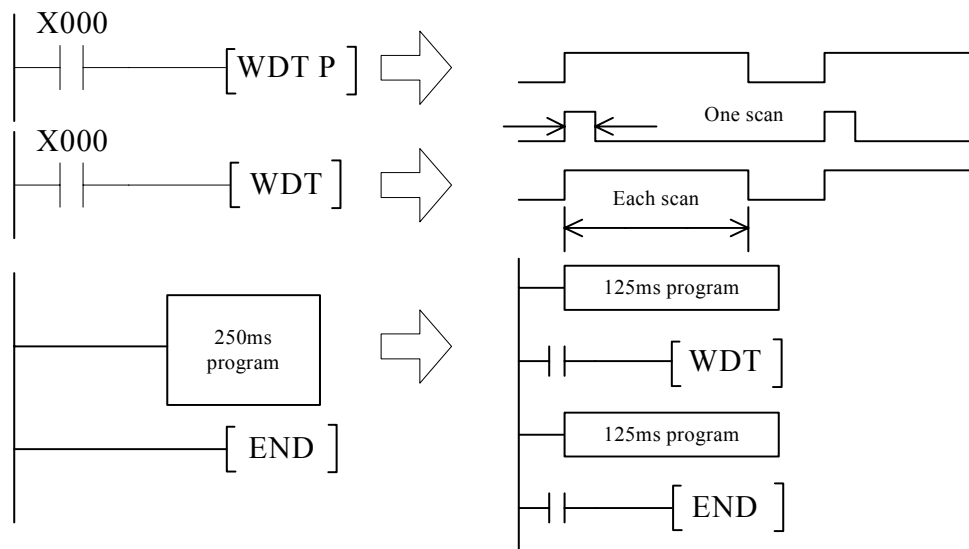 X000
WDT P
One scan
X000
WDT
Each scan
250ms
program
END
125ms program
WDT
125ms program
END